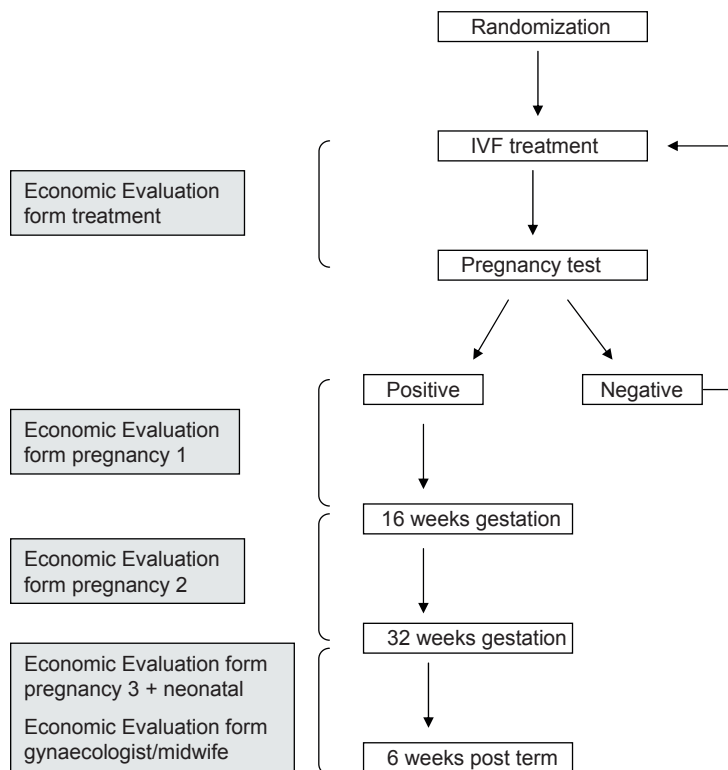 Randomization
IVF treatment
Economic Evaluation
form treatment
Pregnancy test
Positive
Negative
Economic Evaluation
form pregnancy 1
16 weeks gestation
Economic Evaluation
form pregnancy 2
32 weeks gestation
Economic Evaluation form
pregnancy 3 + neonatal
Economic Evaluation form
gynaecologist/midwife
6 weeks post term